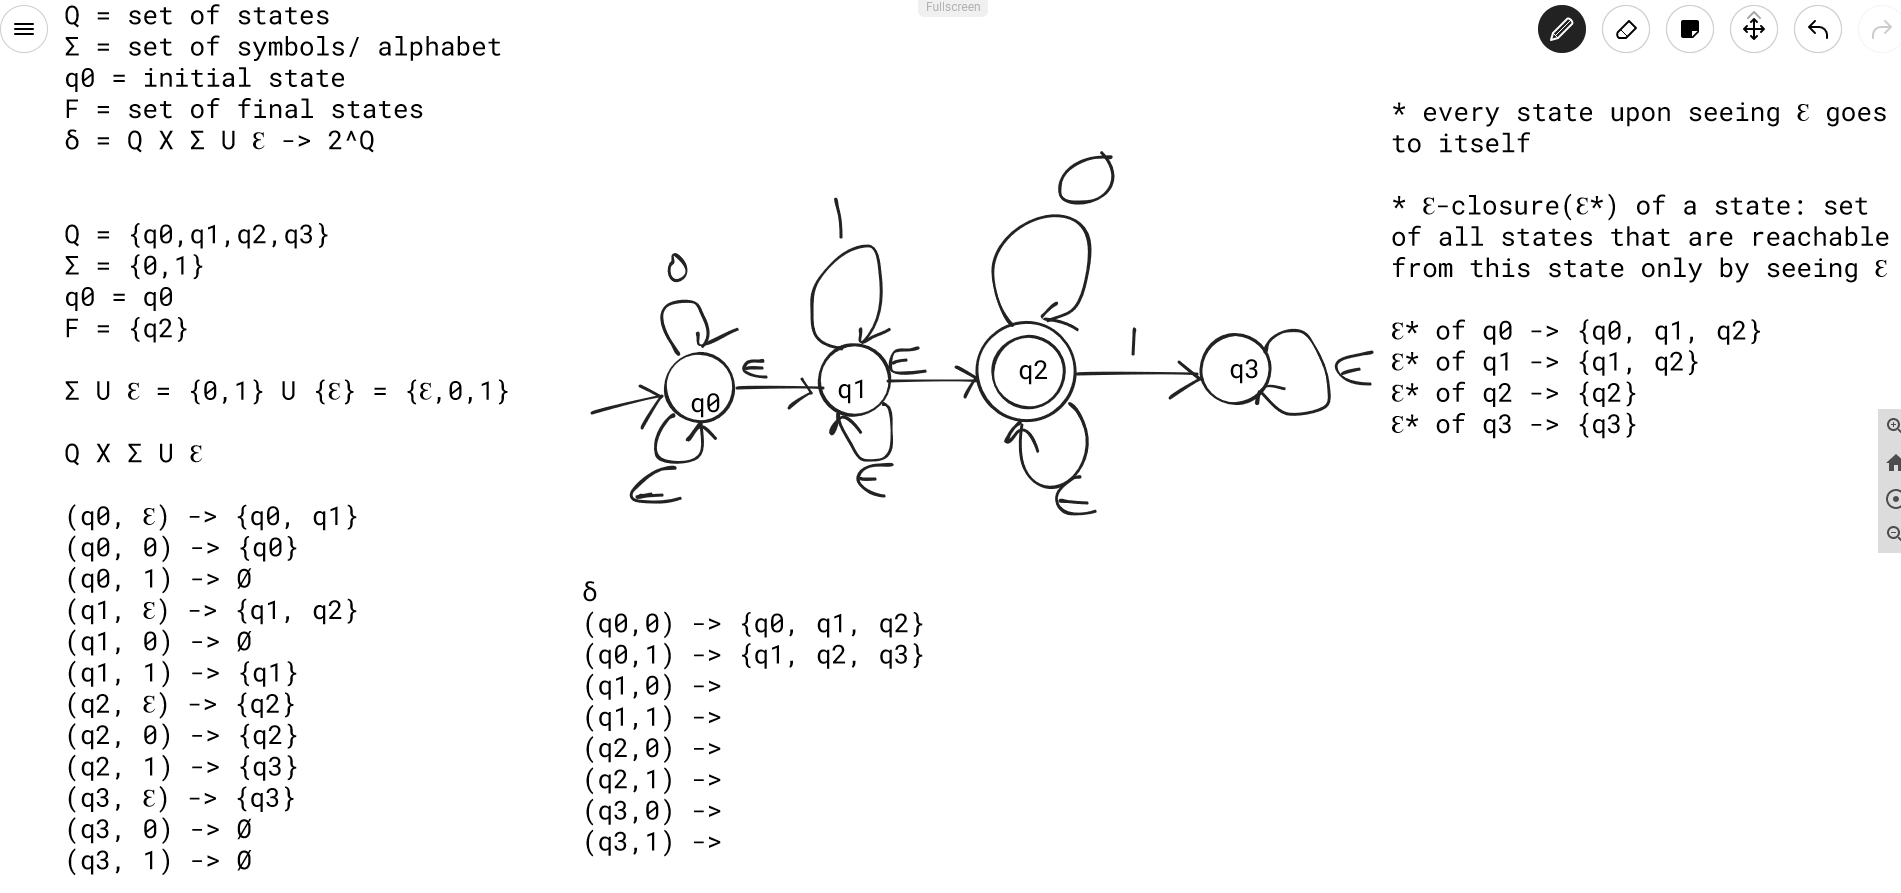 Fullscreen
Q = set of states
Σ = set of symbols/ alphabet
q0 = initial state
F = set of final states
δ = Q X Σ U Ɛ -> 2^Q
Q = {q0,q1,q2,q3}
Σ = {0,1}
q0 = q0
F = {q2}
Σ U Ɛ = {0,1} U {Ɛ} = {Ɛ,0,1}
Q X Σ U Ɛ
(q0, Ɛ) -> {q0, q1}
(q0, 0) -> {q0}
(q0, 1) -> Ø
(q1, Ɛ) -> {q1, q2}
(q1, 0) -> Ø
(q1, 1) -> {q1}
(q2, Ɛ) -> {q2}
(q2, 0) -> {q2}
(q2, 1) -> {q3}
(q3, Ɛ) -> {q3}
(q3, 0) -> Ø
(q3, 1) -> Ø
0
1
0
Ɛ
Ɛ
1
Ɛ
q0
q1
q2
q3
Ɛ
Ɛ
Ɛ
δ
(q0,0) -> {q0, q1, q2}
(q0,1) -> {q1, q2, q3}
(q1,0) ->
(q1,1) ->
(q2,0) ->
(q2,1) ->
(q3,0) ->
(q3,1) ->
* every state upon seeing Ɛ goes
to itself
* Ɛ-closure(Ɛ*) of a state: set
of all states that are reachable
from this state only by seeing Ɛ
Ɛ* of q0 -> {q0, q1, q2}
Ɛ* of q1 -> {q1, q2}
Ɛ* of q2 -> {q2}
Ɛ* of q3 -> {q3}